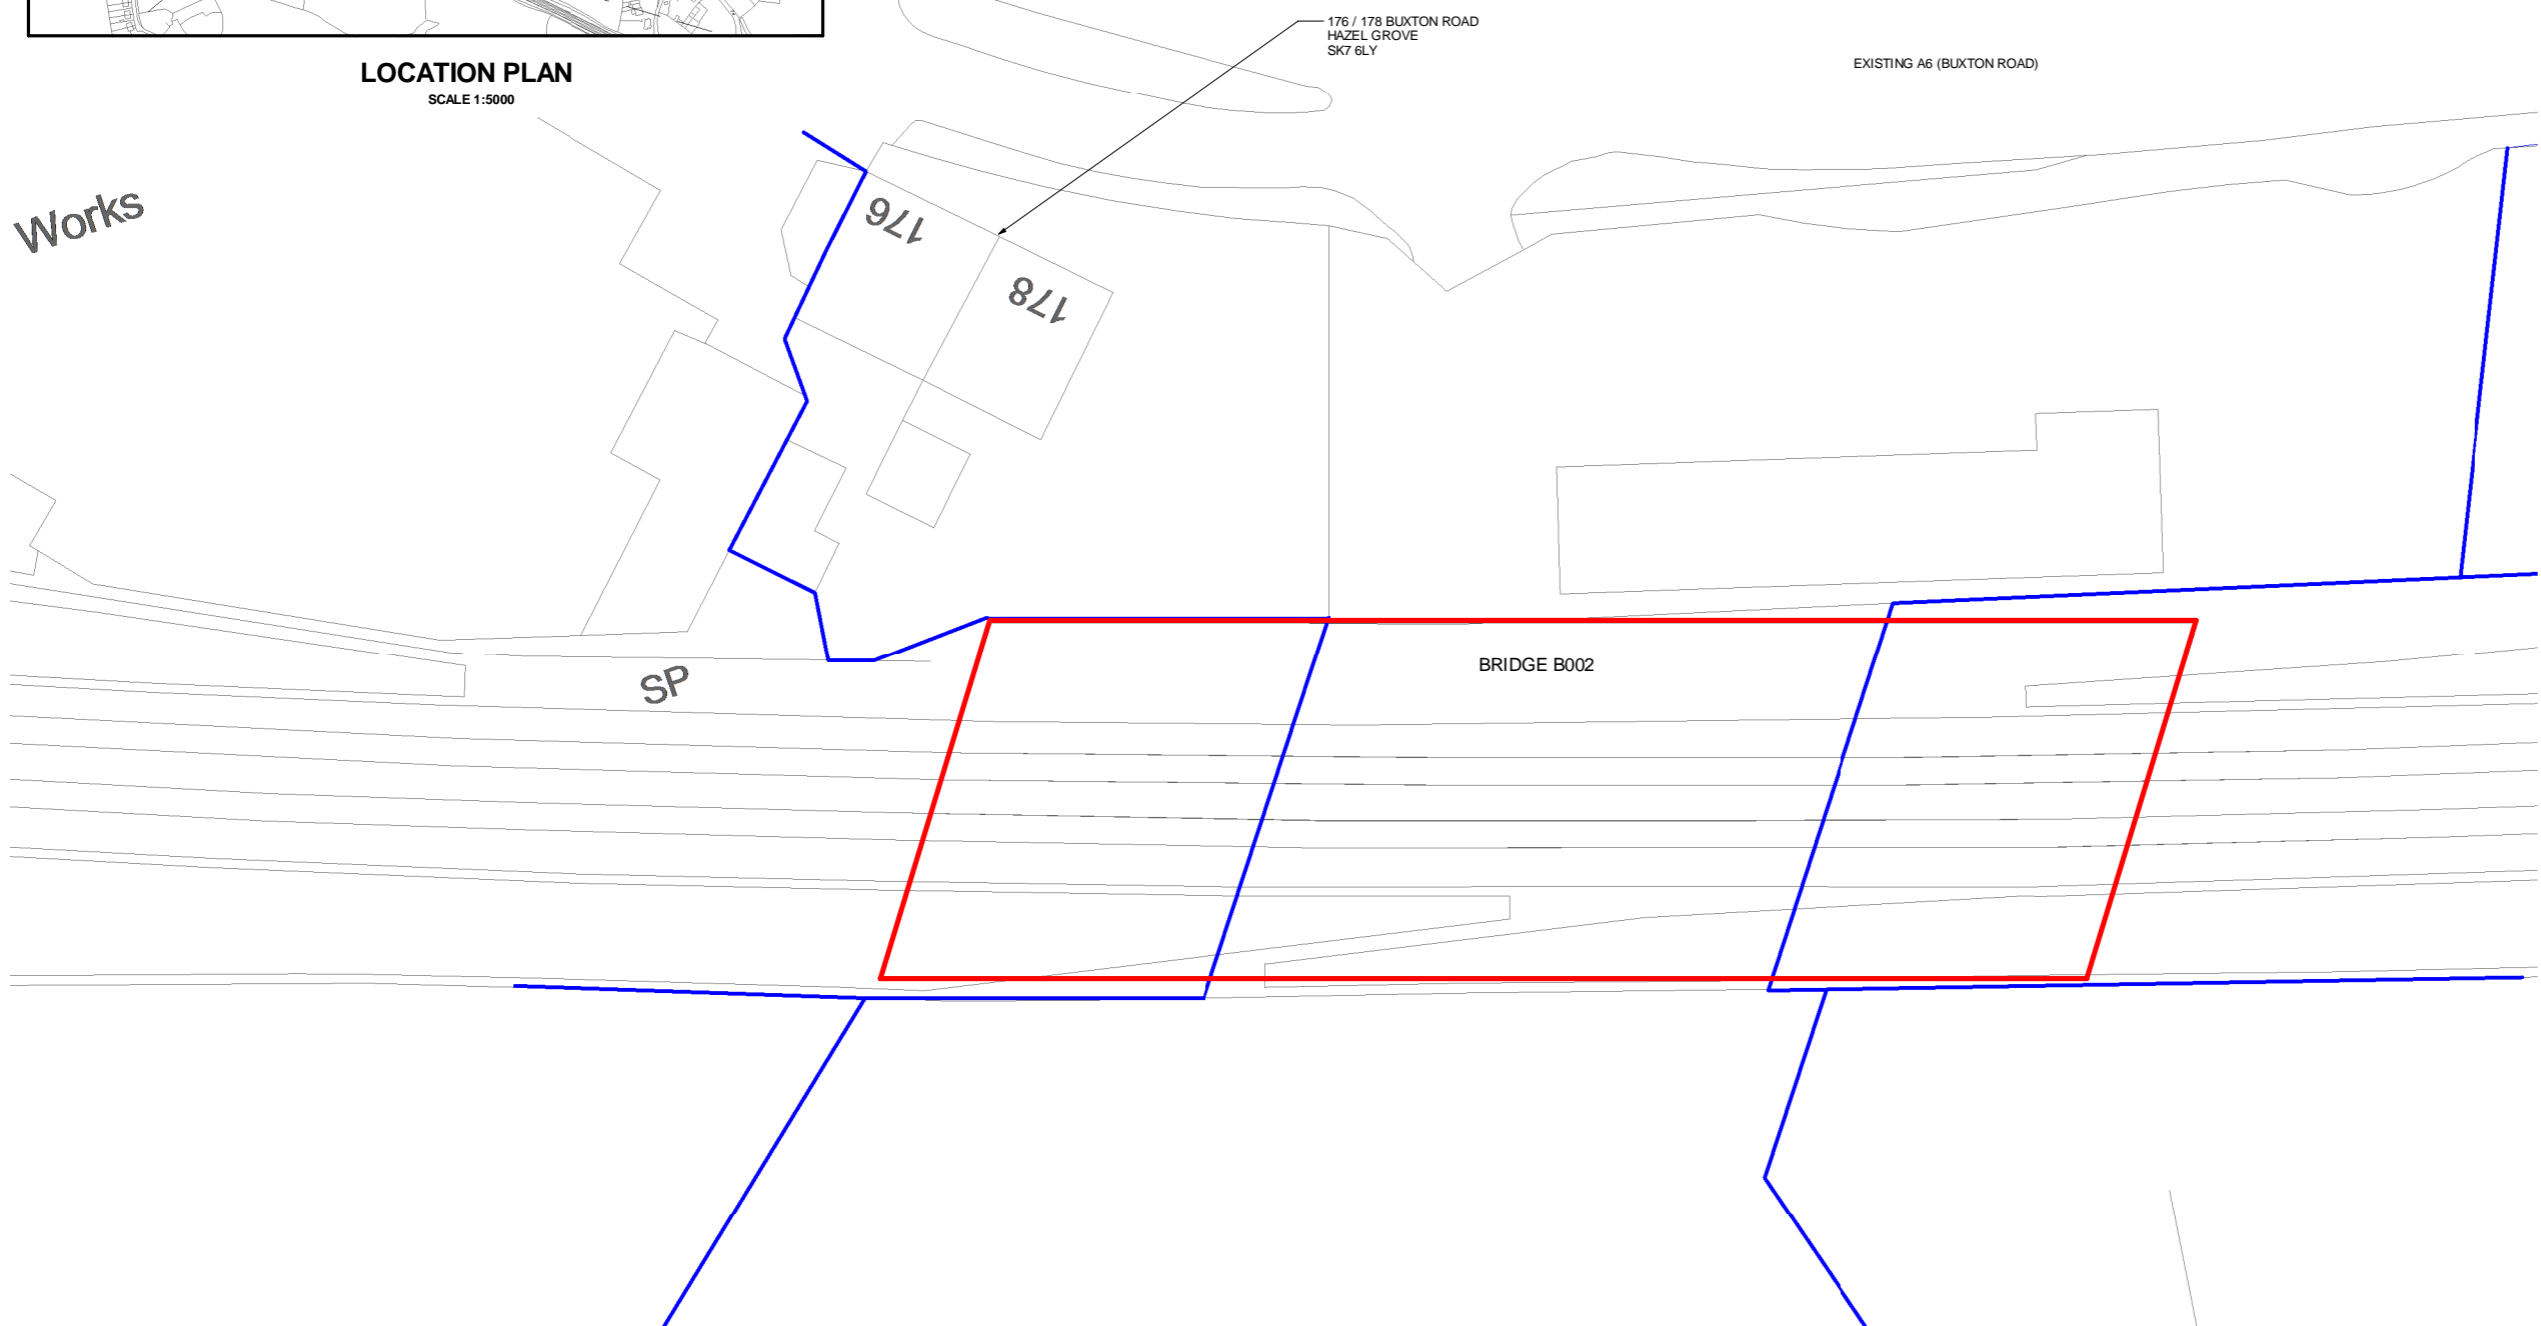 LOCATION PLAN
SCALE 1:5000
176 / 178 BUXTON ROAD
HAZEL GROVE
SK7 6LY
EXISTING A6 (BUXTON ROAD)
Works
176
178
SP
BRIDGE B002